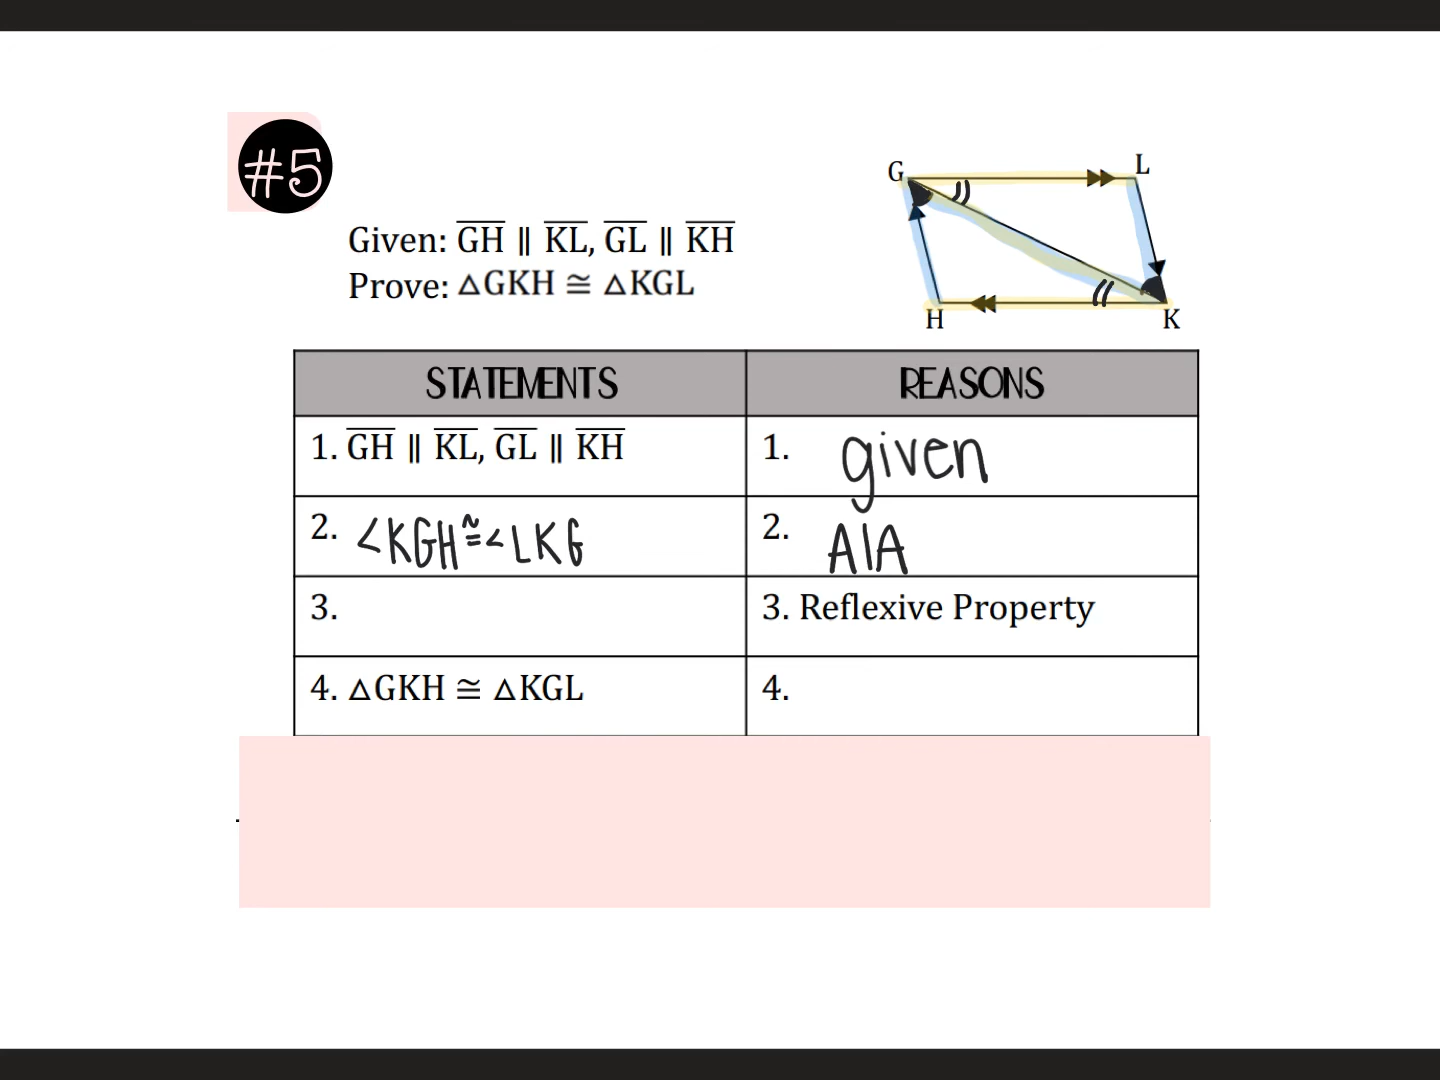 #5
G L
Given: GH ∥ KL, GL ∥ KH
Prove: △GKH ≅ △KGL
H K
STATEMENTS REASONS
1. GH ∥ KL, GL ∥ KH 1. given
2. <KGH ≅ <LKG 2. AIA
3. 3. Reflexive Property
4. △GKH ≅ △KGL 4.